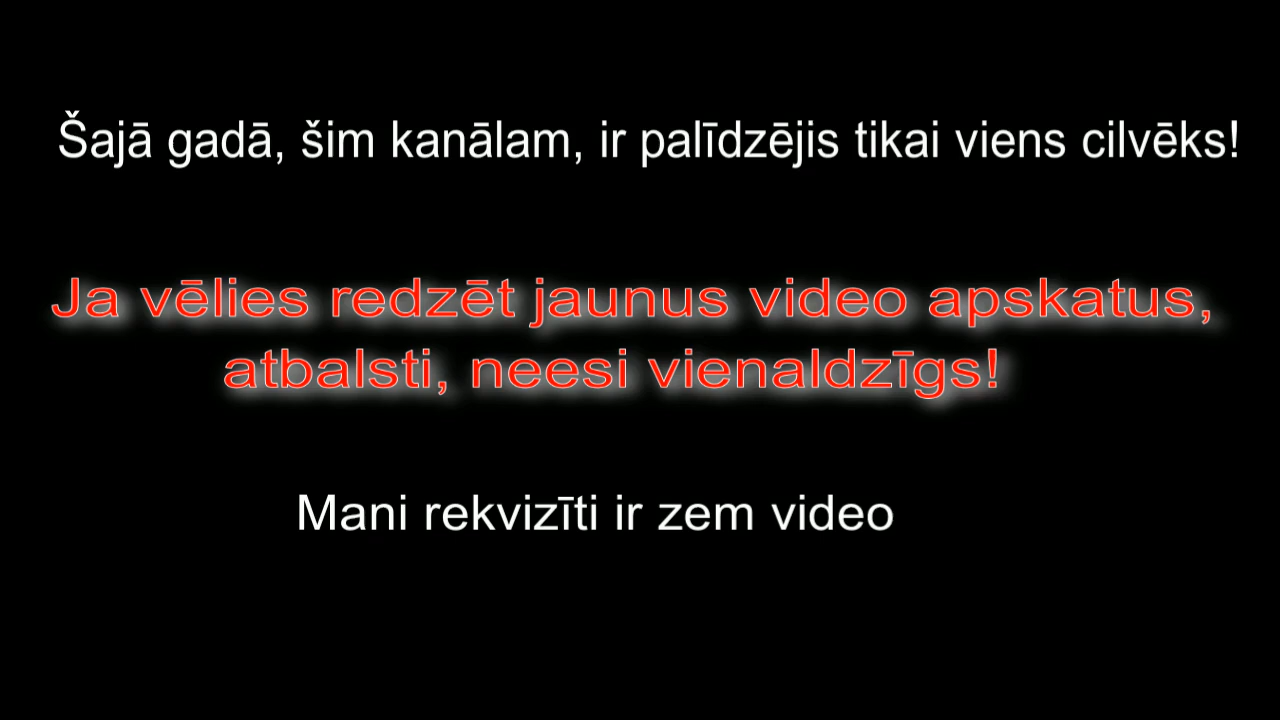 Šajā gadā, šim kanālam, ir palīdzējis tikai viens cilvēks!
Ja vēlies redzēt jaunus video apskatus,
atbalsti, neesi vienaldzīgs!
Mani rekvizīti ir zem video